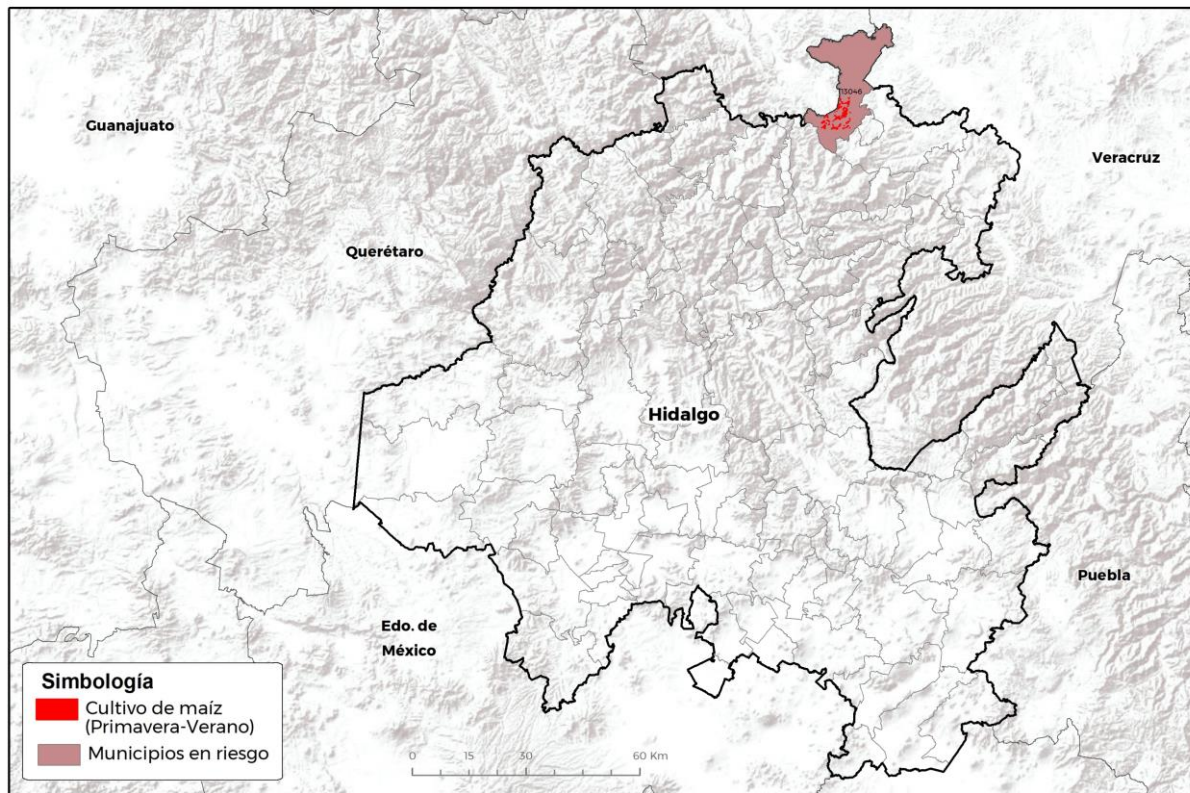 13046
Guanajuato
Veracruz
Querétaro
Hidalgo
Puebla
Edo. de
México
Simbología
Cultivo de maíz
(Primavera-Verano)
Municipios en riesgo
0 15 30 60 Km